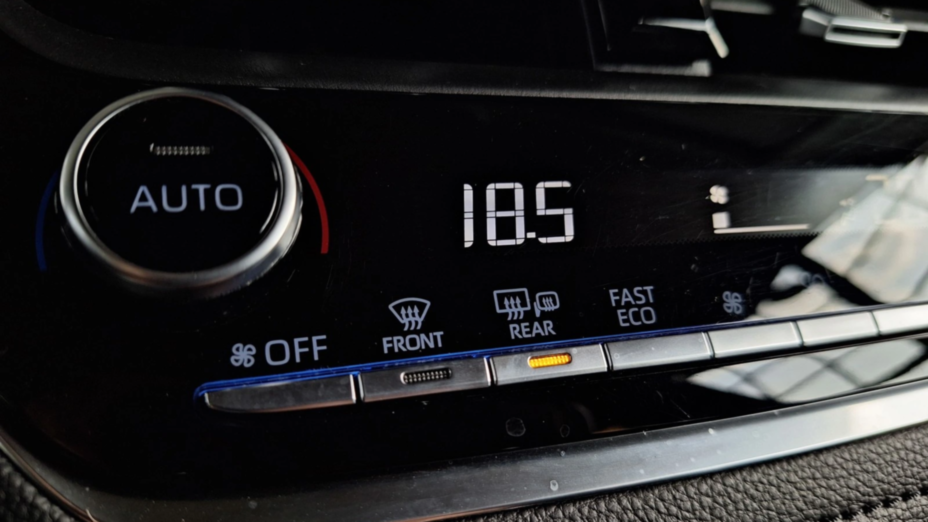 AUTO
18.5
OFF
FRONT
REAR
FAST
ECO